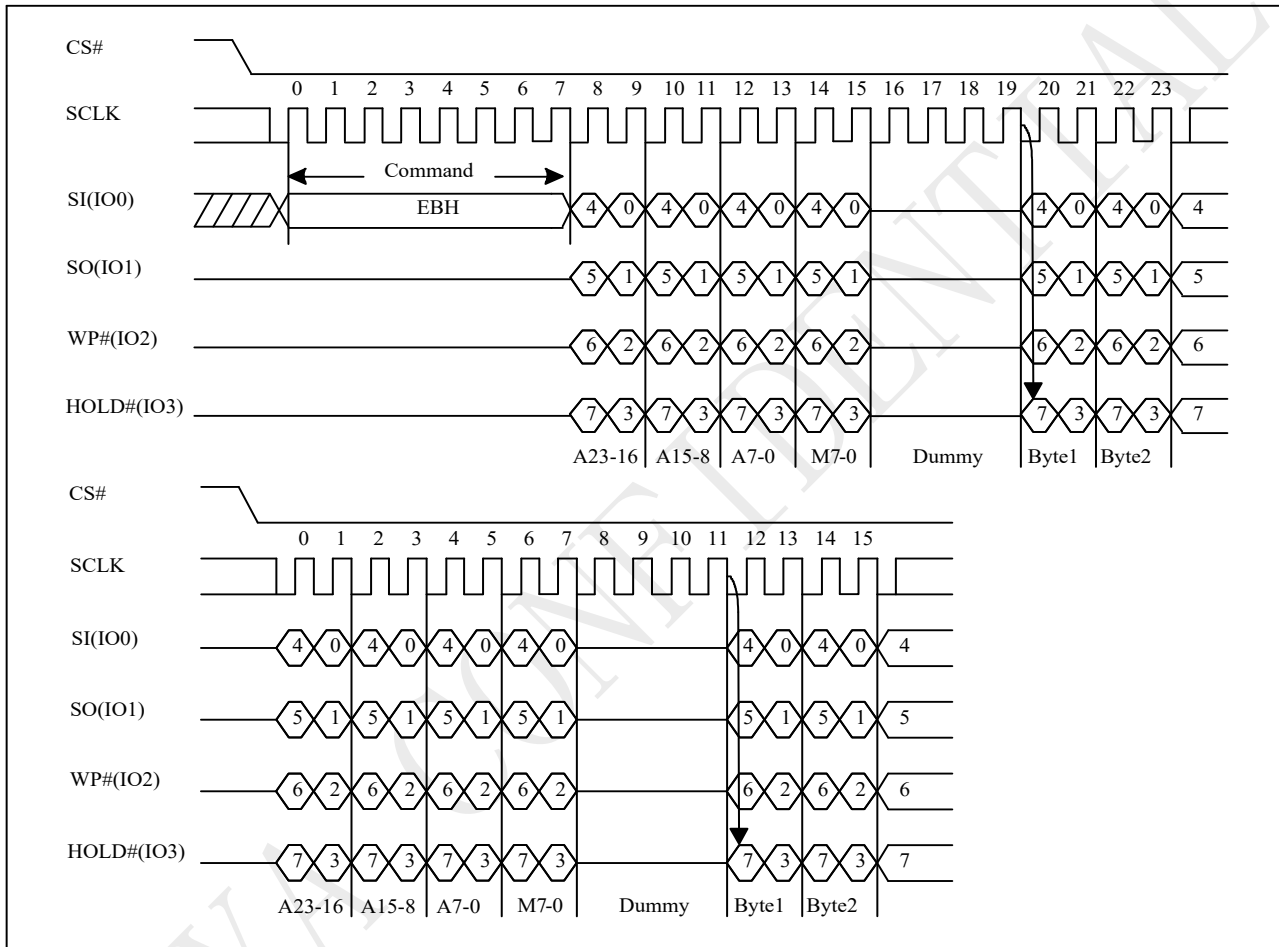 CS#
0 1 2 3 4 5 6 7 8 9 10 11 12 13 14 15 16 17 18 19 20 21 22 23
SCLK
Command
SI(IO0) EBH 4 0 4 0 4 0 4 0 4 0 4 0 4
SO(IO1) 5 1 5 1 5 1 5 1 5 1 5 1 5
WP#(IO2) 6 2 6 2 6 2 6 2 6 2 6 2 6
HOLD#(IO3) 7 3 7 3 7 3 7 3 7 3 7 3 7
A23-16 A15-8 A7-0 M7-0 Dummy Byte1 Byte2
CS#
0 1 2 3 4 5 6 7 8 9 10 11 12 13 14 15
SCLK
SI(IO0) 4 0 4 0 4 0 4 0 4 0 4 0 4
SO(IO1) 5 1 5 1 5 1 5 1 5 1 5 1 5
WP#(IO2) 6 2 6 2 6 2 6 2 6 2 6 2 6
HOLD#(IO3) 7 3 7 3 7 3 7 3 7 3 7 3 7
A23-16 A15-8 A7-0 M7-0 Dummy Byte1 Byte2
CONFIDENTIAL